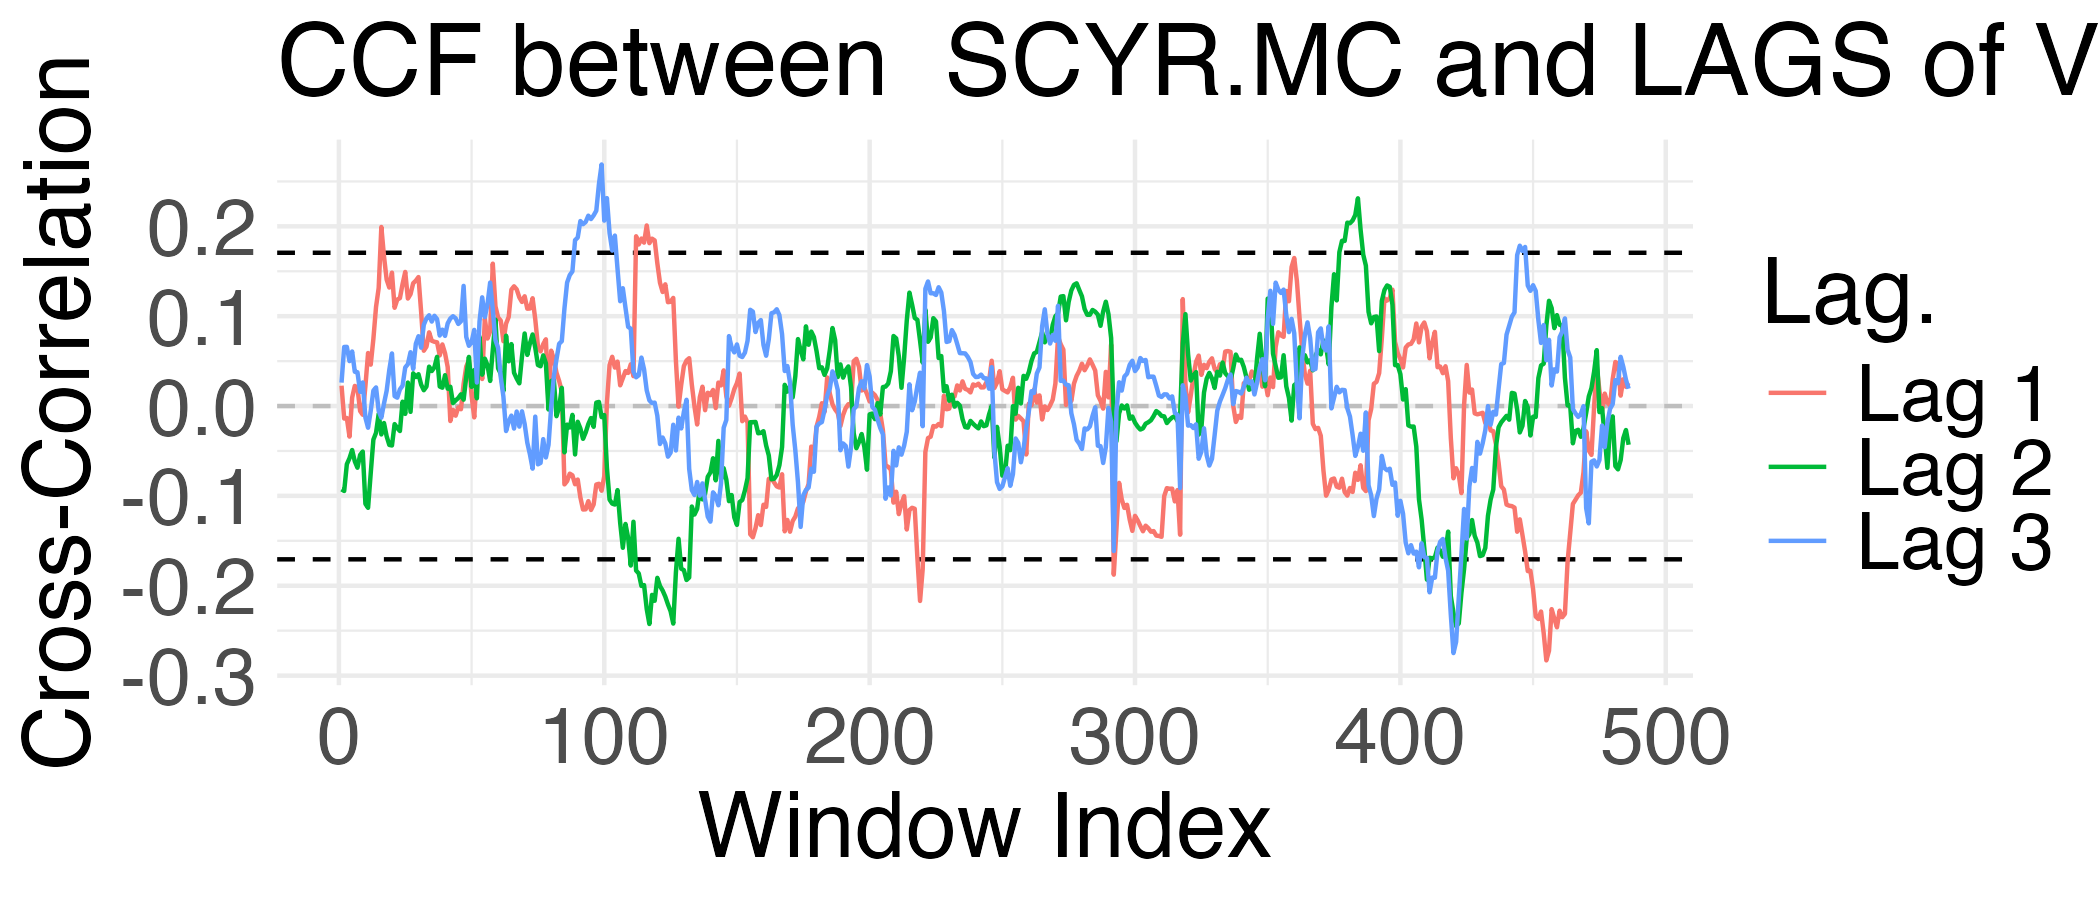 CCF between  SCYR.MC and LAGS of V
Cross-Correlation
0.2
0.1
0.0
-0.1
-0.2
-0.3
0 100 200 300 400 500
Window Index
Lag.
Lag 1
Lag 2
Lag 3